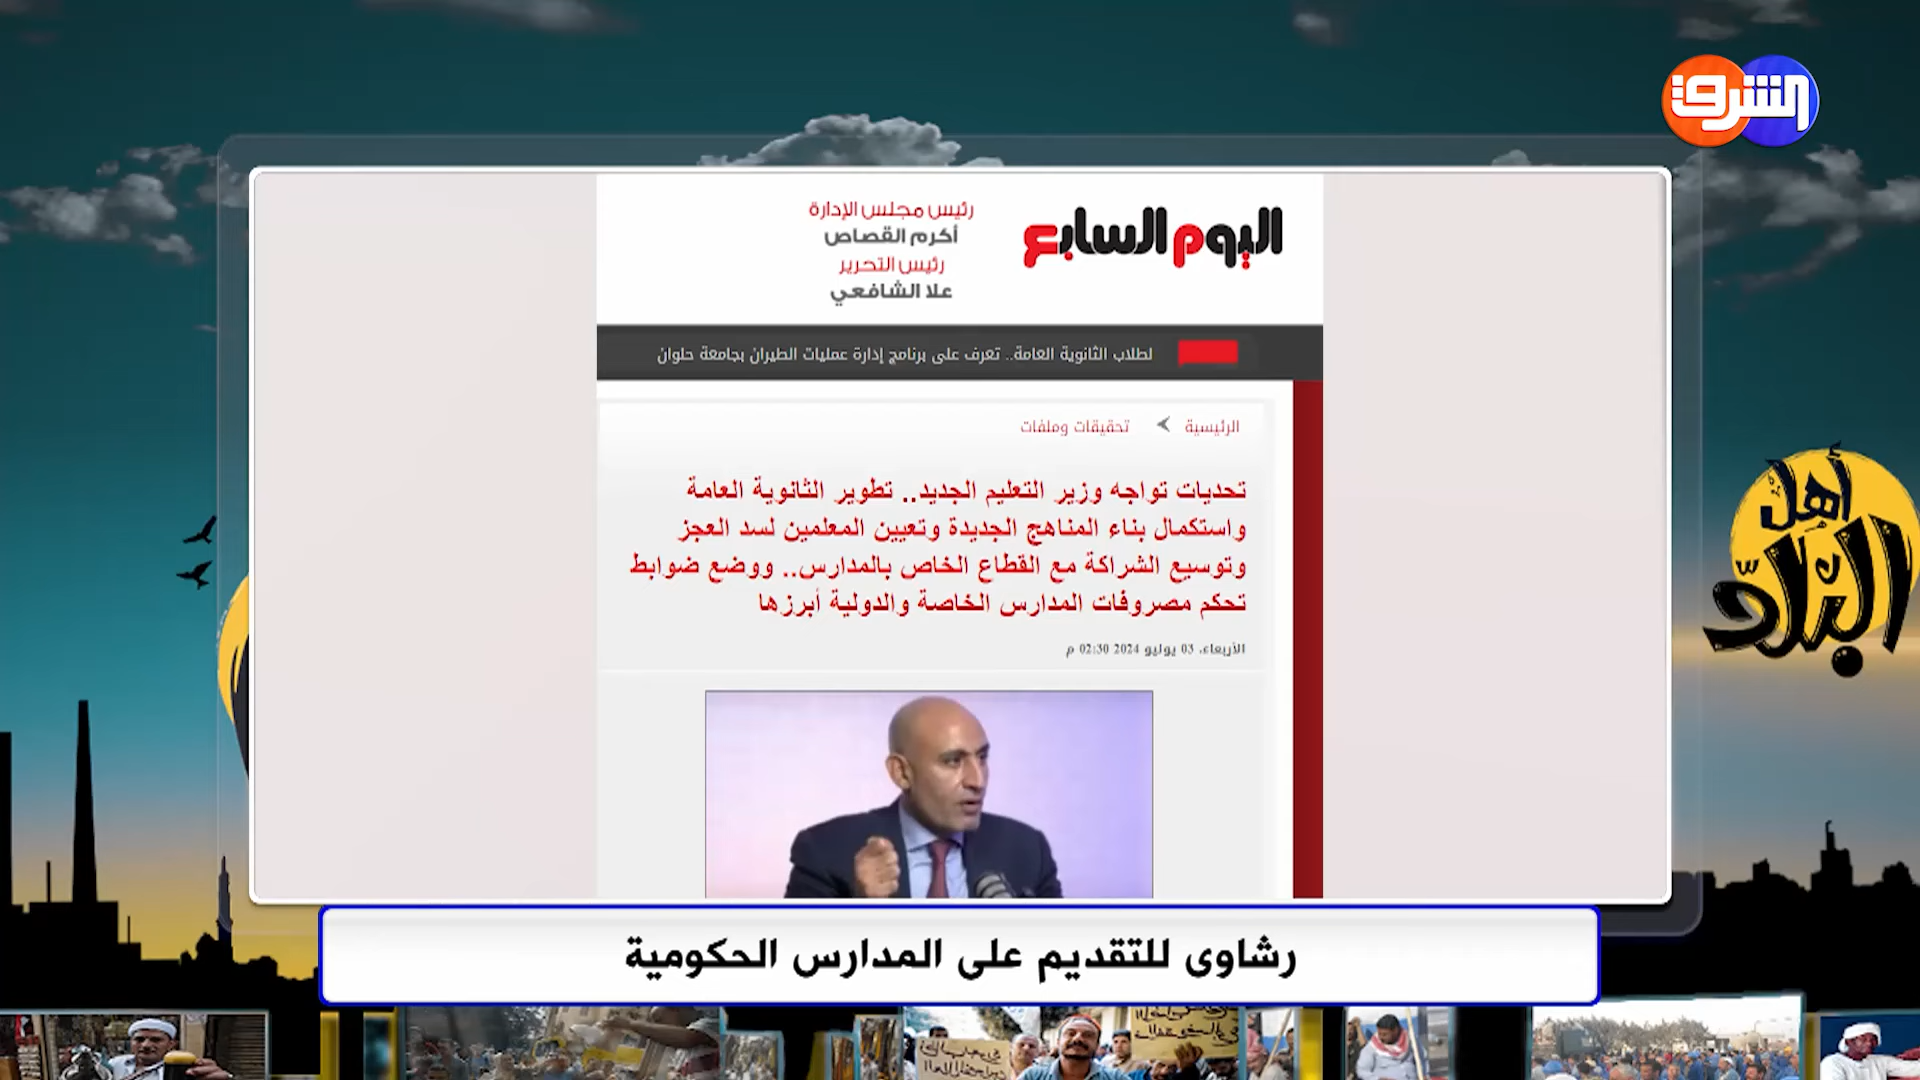 الشرق
اليوم السابع
رئيس مجلس الإدارة
أكرم القصاص
رئيس التحرير
علا الشافعي
لطلاب الثانوية العامة.. تعرف على برنامج إدارة عمليات الطيران بجامعة حلوان
الرئيسية
تحقيقات وملفات
تحديات تواجه وزير التعليم الجديد.. تطوير الثانوية العامة
واستكمال بناء المناهج الجديدة وتعيين المعلمين لسد العجز
وتوسيع الشراكة مع القطاع الخاص بالمدارس.. ووضع ضوابط
تحكم مصروفات المدارس الخاصة والدولية أبرزها
الأربعاء، 03 يوليو 2024 02:30 م
أهل
البلد
رشاوى للتقديم على المدارس الحكومية